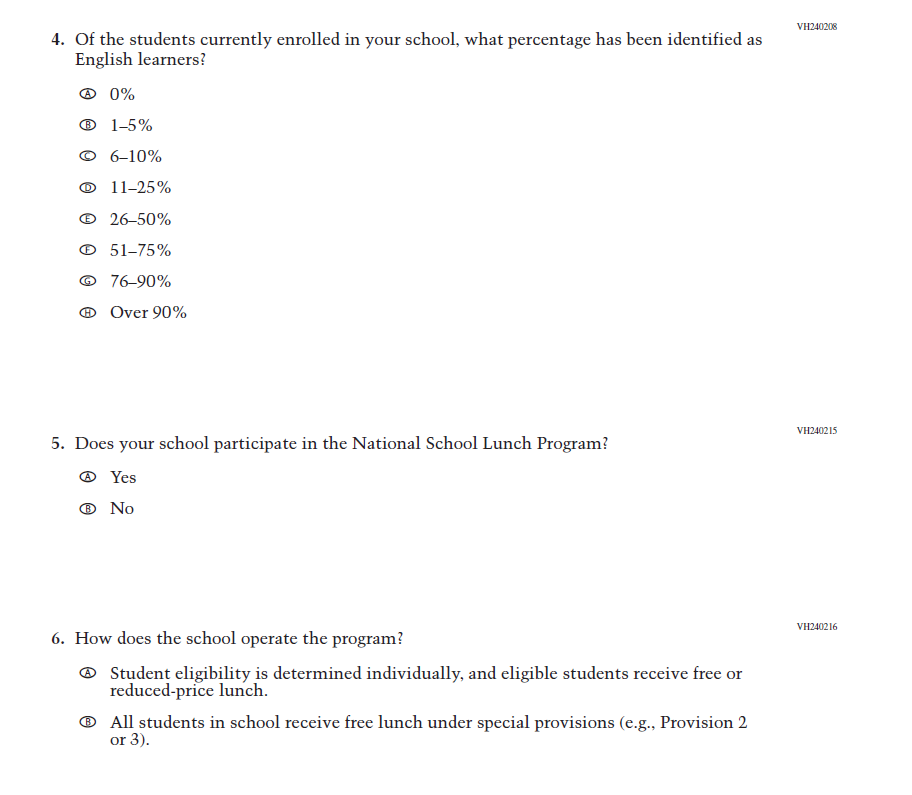 VH240208
4. Of the students currently enrolled in your school, what percentage has been identified as
English learners?
Ⓐ 0%
Ⓑ 1–5%
Ⓒ 6–10%
Ⓓ 11–25%
Ⓔ 26–50%
Ⓕ 51–75%
Ⓖ 76–90%
Ⓗ Over 90%
VH240215
5. Does your school participate in the National School Lunch Program?
Ⓐ Yes
Ⓑ No
VH240216
6. How does the school operate the program?
Ⓐ Student eligibility is determined individually, and eligible students receive free or
reduced-price lunch.
Ⓑ All students in school receive free lunch under special provisions (e.g., Provision 2
or 3).